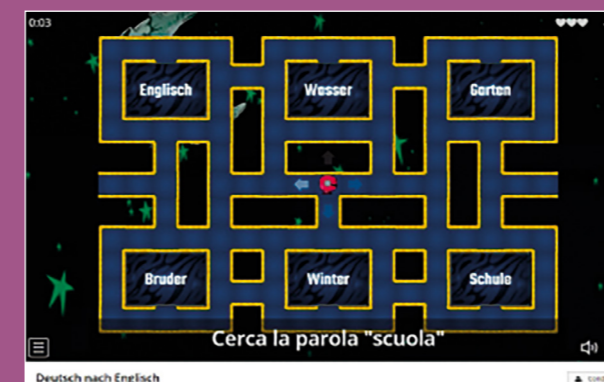 0:03
Englisch
Wasser
Garten
Bruder
Winter
Schule
Cerca la parola "scuola"
Deutsch nach Englisch